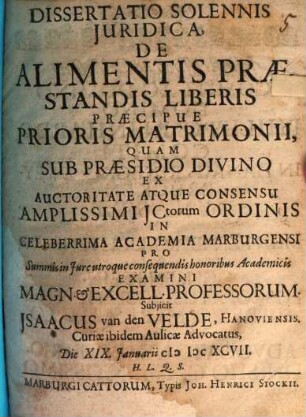 DISSERTATIO SOLENNIS
5
JURIDICA,
DE
ALIMENTIS PRÆ-
STANDIS LIBERIS
PRÆCIPUE
PRIORIS MATRIMONII,
QUAM
SUB PRÆSIDIO DIVINO
EX
AUCTORITATE ATQUE CONSENSU
AMPLISSIMI JCtorum ORDINIS
IN
CELEBERRIMA ACADEMIA MARBURGENSI
PRO
Summis in Jure utroque consequendis honoribus Academicis
EXAMINI
MAGN. & EXCELL. PROFESSORUM.
Subjicit
ISAACUS van den VELDE, HANOVIENSIS,
Curiæ ibidem Aulicæ Advocatus,
Die XIX. Januarii cIↄ Iↄc XCVII.
H. L. Q. S.
MARBURGI CATTORUM, Typis JOH. HENRICI STOCKII.